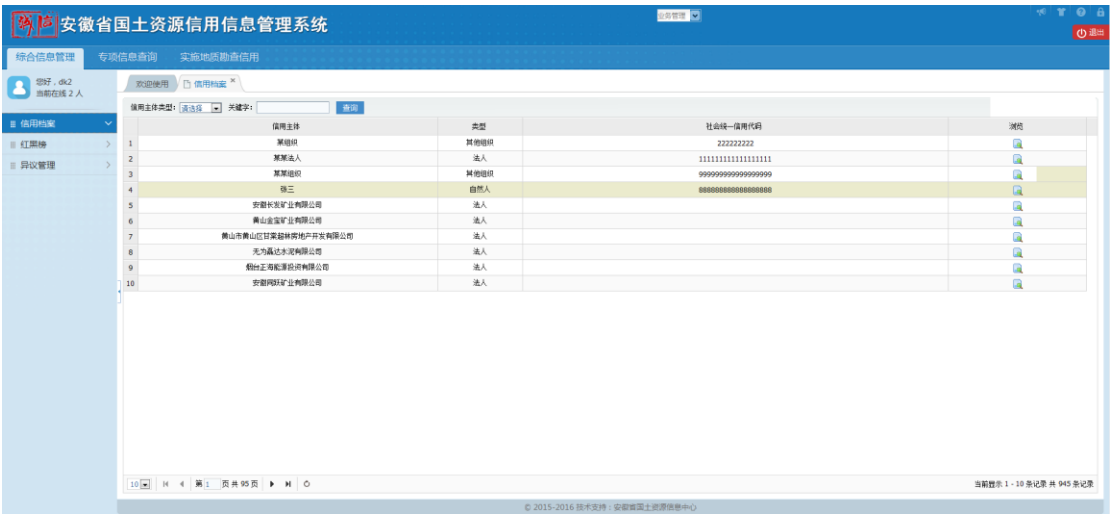 诚信 安徽省国土资源信用信息管理系统 业务管理
退出
综合信息管理 专项信息查询 实施地质勘查信用
您好，dk2
当前在线 2 人
欢迎使用 信用档案 ×
信用主体类型: 请选择 关键字: 查询
信用档案
红黑榜
异议管理
信用主体 类型 社会统一信用代码 浏览
1 某组织 其他组织 222222222
2 某某法人 法人 111111111111111111
3 某某组织 其他组织 999999999999999999
4 张三 自然人 888888888888888888
5 安徽长发矿业有限公司 法人
6 黄山金宝矿业有限公司 法人
7 黄山市黄山区甘棠越林房地产开发有限公司 法人
8 无为磊达水泥有限公司 法人
9 烟台正海能源投资有限公司 法人
10 安徽网跃矿业有限公司 法人
10 第 1 页 共 95 页 当前显示 1 - 10 条记录 共 945 条记录
© 2015-2016 技术支持：安徽省国土资源信息中心